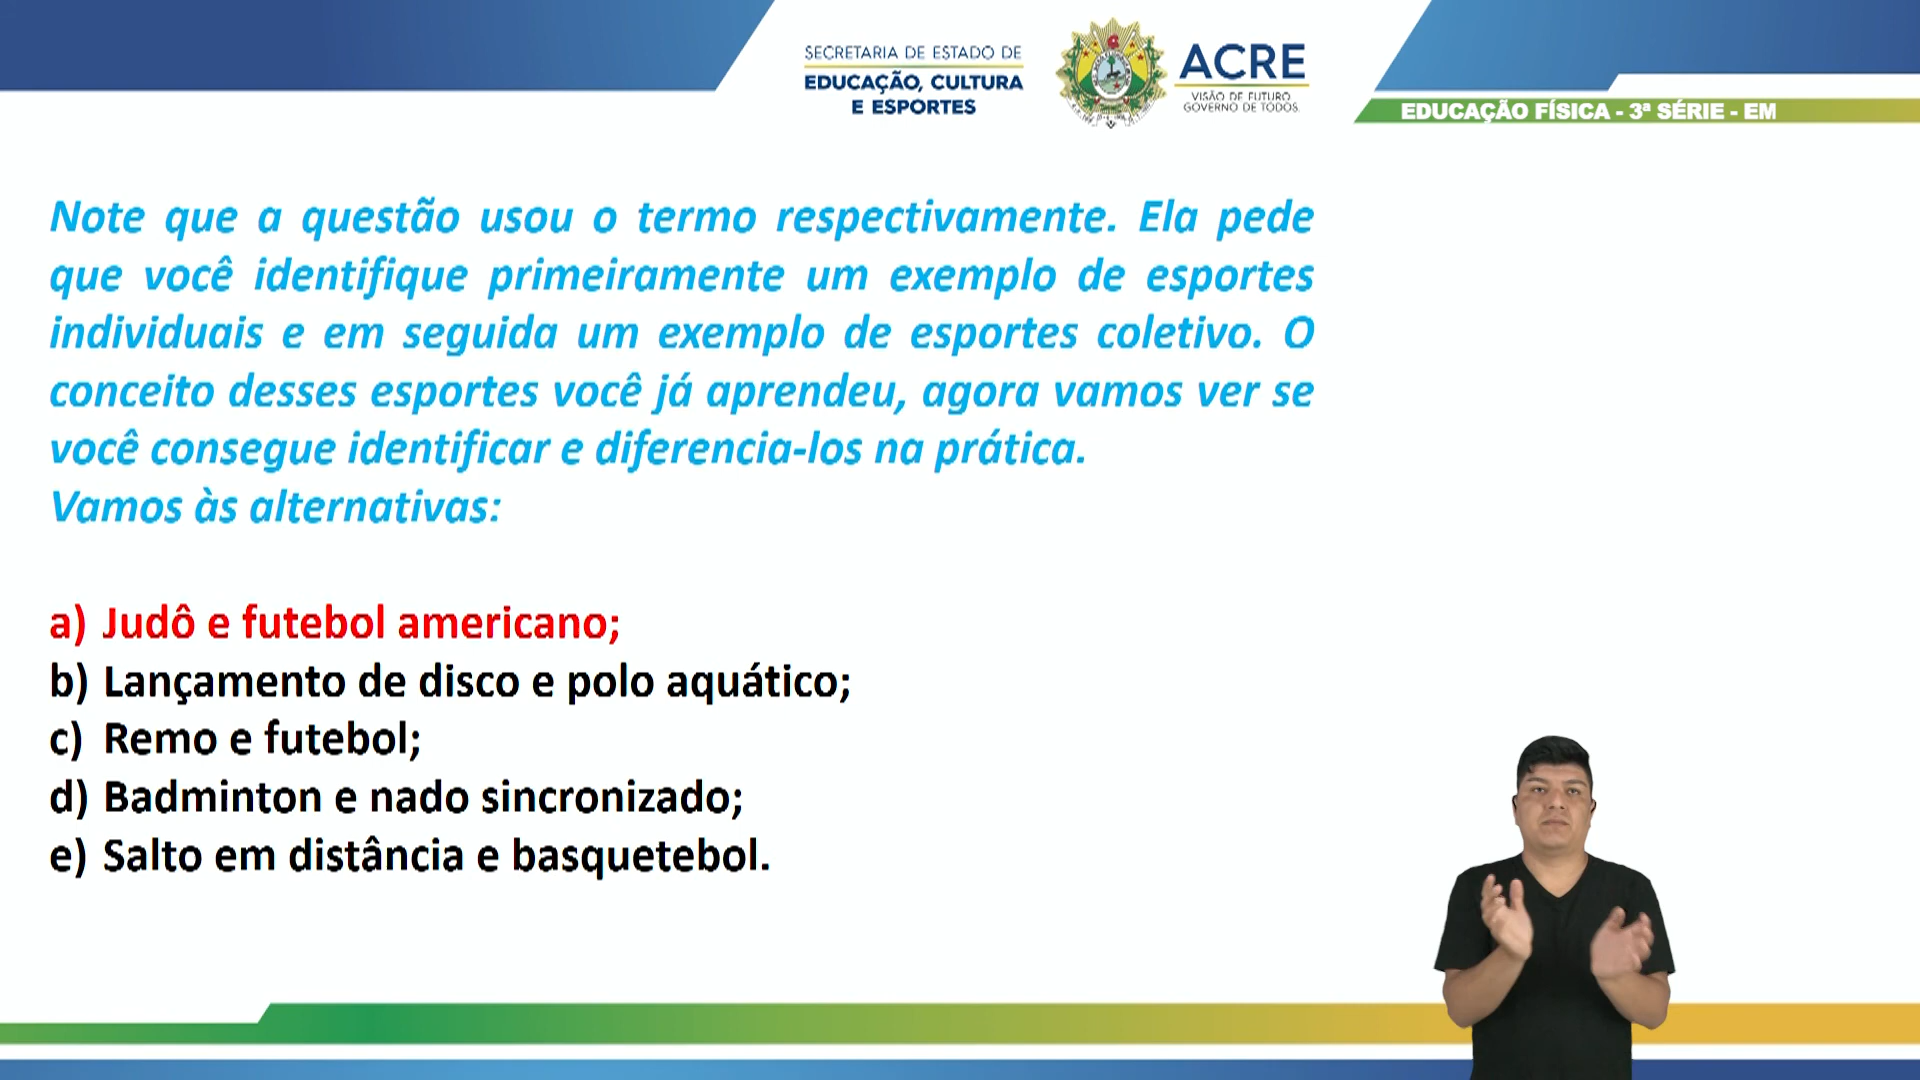 SECRETARIA DE ESTADO DE
EDUCAÇÃO, CULTURA
E ESPORTES
ACRE
VISÃO DE FUTURO
GOVERNO DE TODOS.
EDUCAÇÃO FÍSICA - 3ª SÉRIE - EM
Note que a questão usou o termo respectivamente. Ela pede
que você identifique primeiramente um exemplo de esportes
individuais e em seguida um exemplo de esportes coletivo. O
conceito desses esportes você já aprendeu, agora vamos ver se
você consegue identificar e diferencia-los na prática.
Vamos às alternativas:
a) Judô e futebol americano;
b) Lançamento de disco e polo aquático;
c) Remo e futebol;
d) Badminton e nado sincronizado;
e) Salto em distância e basquetebol.